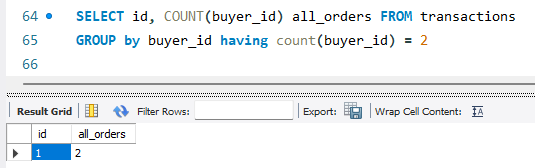 64 SELECT id, COUNT(buyer_id) all_orders FROM transactions
65 GROUP by buyer_id having count(buyer_id) = 2
66
Result Grid Filter Rows: Export: Wrap Cell Content: IA
id all_orders
1 2